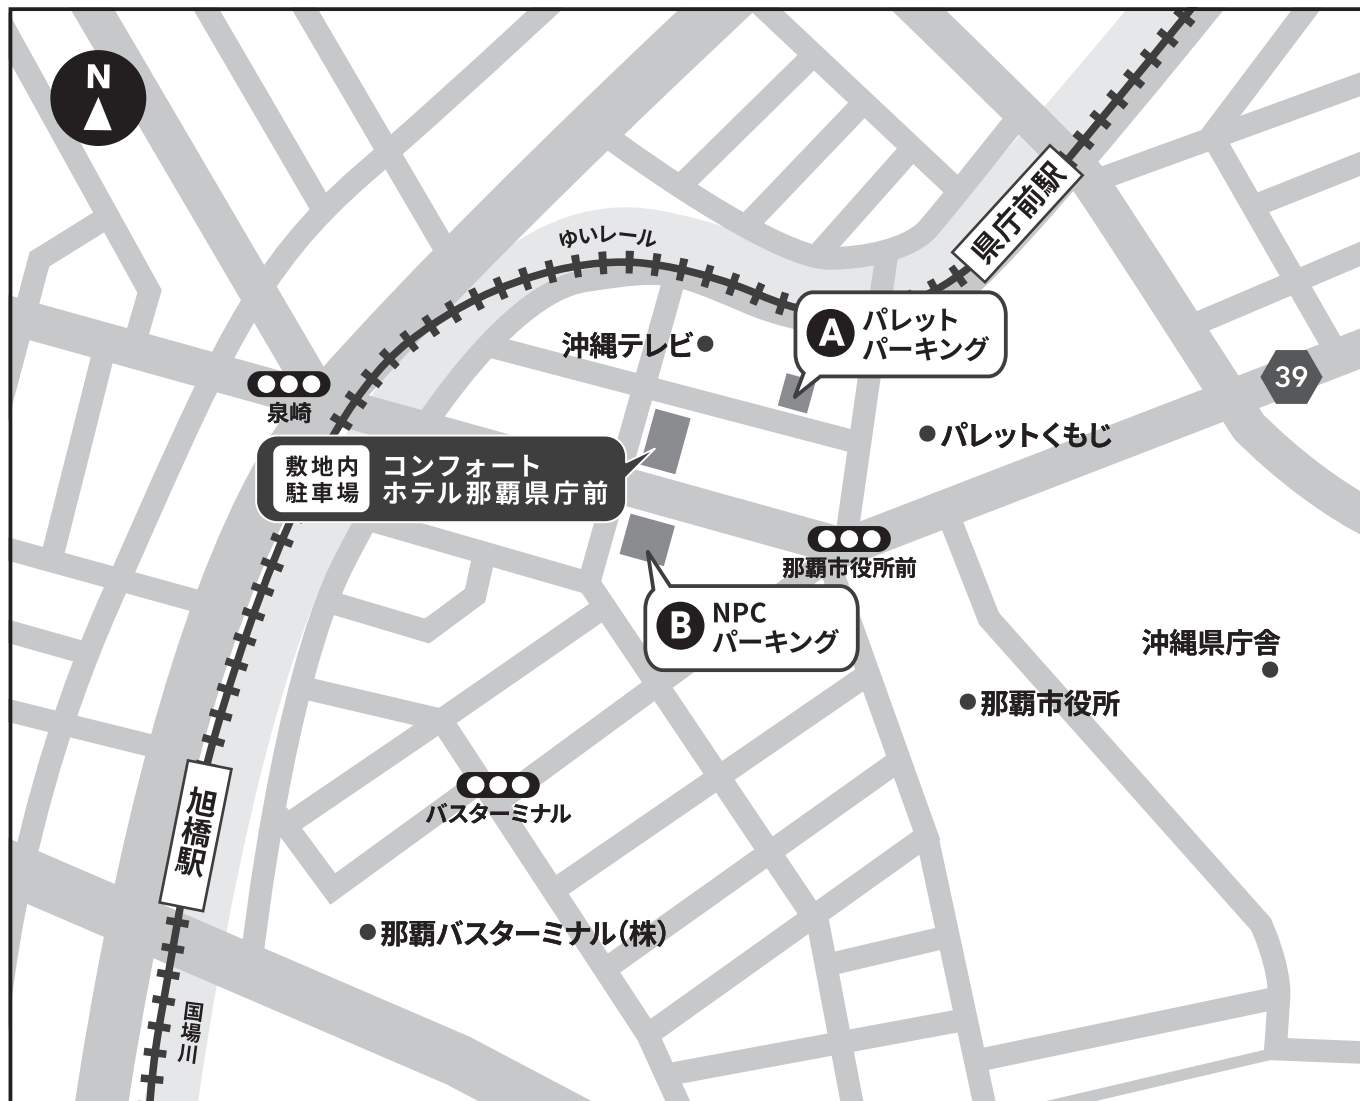 N
県庁前駅
ゆいレール
A
パレット
パーキング
沖縄テレビ
39
泉崎
パレットくもじ
敷地内
駐車場
コンフォート
ホテル那覇県庁前
那覇市役所前
B
NPC
パーキング
沖縄県庁舎
那覇市役所
旭橋駅
バスターミナル
那覇バスターミナル(株)
国場川